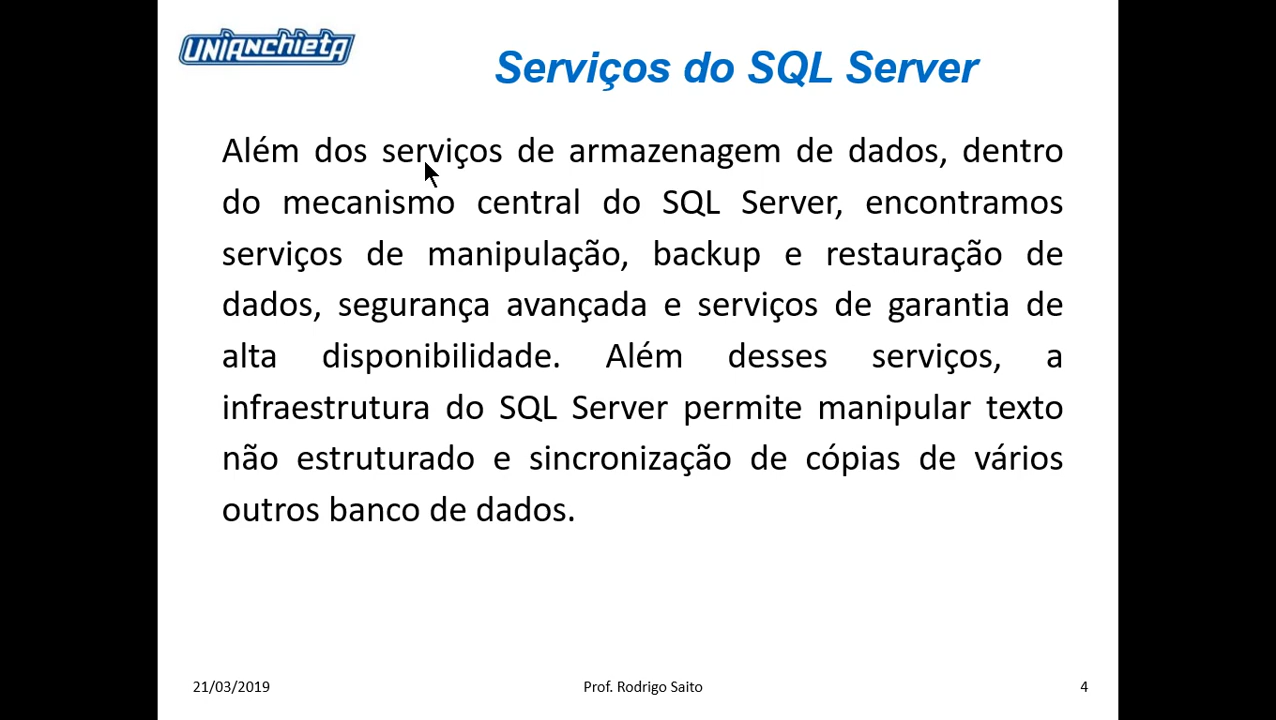 UNIANCHIETA
Serviços do SQL Server
Além dos serviços de armazenagem de dados, dentro
do mecanismo central do SQL Server, encontramos
serviços de manipulação, backup e restauração de
dados, segurança avançada e serviços de garantia de
alta disponibilidade. Além desses serviços, a
infraestrutura do SQL Server permite manipular texto
não estruturado e sincronização de cópias de vários
outros banco de dados.
21/03/2019
Prof. Rodrigo Saito
4